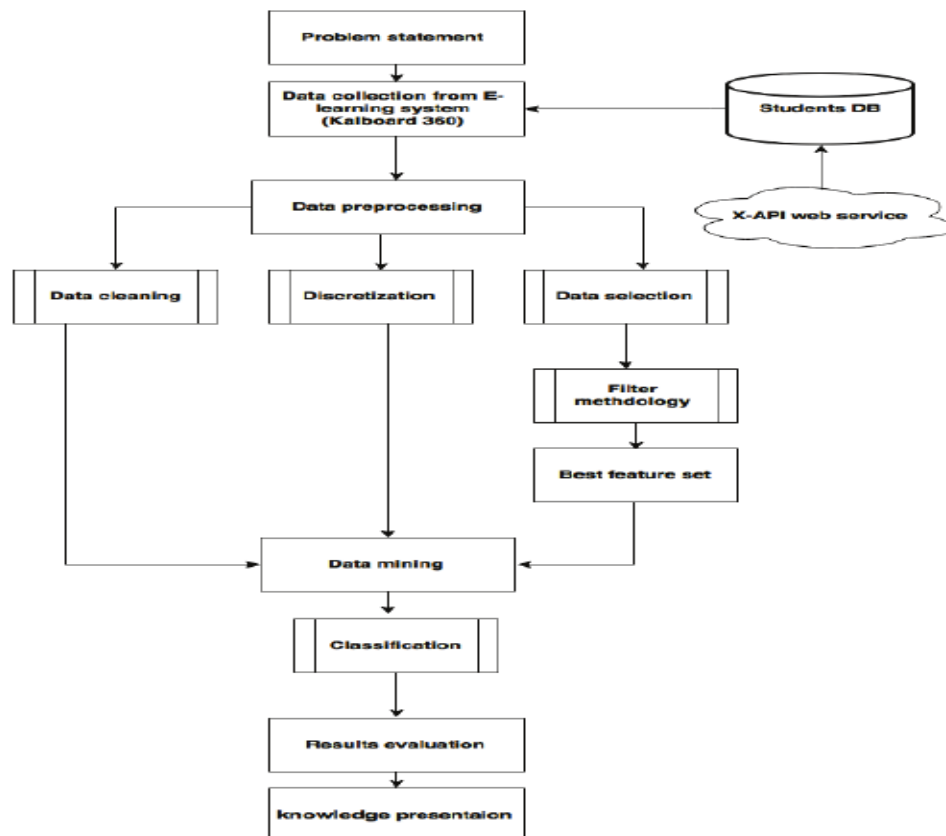 Problem statement
Data collection from E-
learning system
(Kalboard 360)
Students DB
X-API web service
Data preprocessing
Data cleaning
Discretization
Data selection
Filter
methdology
Best feature set
Data mining
Classification
Results evaluation
knowledge presentaion